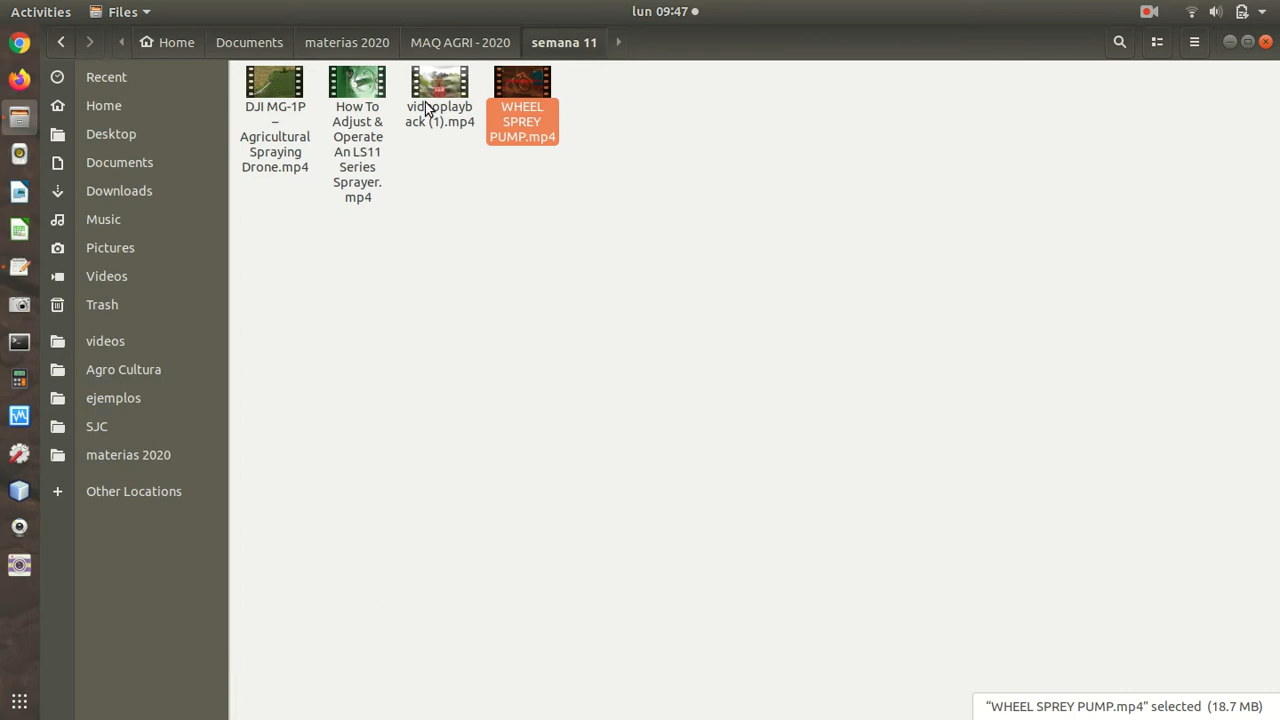 Activities
Files
lun 09:47
Home
Documents
materias 2020
MAQ AGRI - 2020
semana 11
Recent
Home
Desktop
Documents
Downloads
Music
Pictures
Videos
Trash
videos
Agro Cultura
ejemplos
SJC
materias 2020
Other Locations
DJI MG-1P
–
Agricultural
Spraying
Drone.mp4
How To
Adjust &
Operate
An LS11
Series
Sprayer.
mp4
videoplayb
ack (1).mp4
WHEEL
SPREY
PUMP.mp4
“WHEEL SPREY PUMP.mp4” selected (18.7 MB)